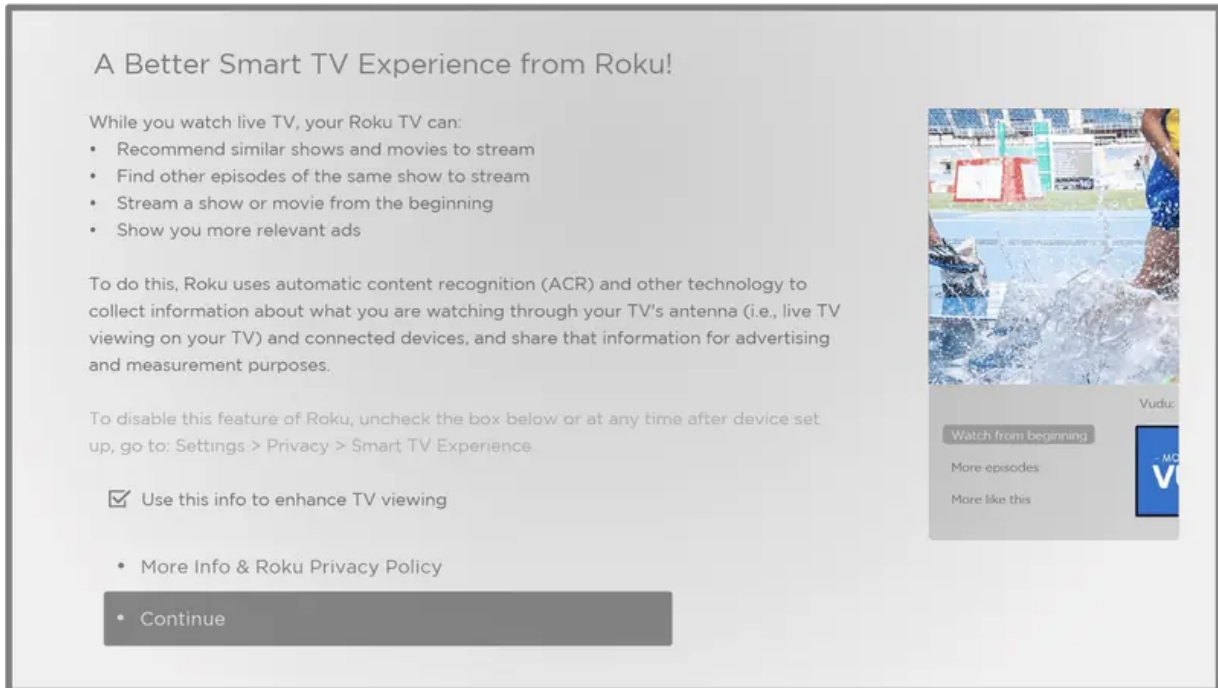 A Better Smart TV Experience from Roku!
While you watch live TV, your Roku TV can:
• Recommend similar shows and movies to stream
• Find other episodes of the same show to stream
• Stream a show or movie from the beginning
• Show you more relevant ads
To do this, Roku uses automatic content recognition (ACR) and other technology to
collect information about what you are watching through your TV's antenna (i.e., live TV
viewing on your TV) and connected devices, and share that information for advertising
and measurement purposes.
To disable this feature of Roku, uncheck the box below or at any time after device set
up, go to: Settings > Privacy > Smart TV Experience
Use this info to enhance TV viewing
• More Info & Roku Privacy Policy
• Continue
Vudu:
Watch from beginning
More episodes
More like this